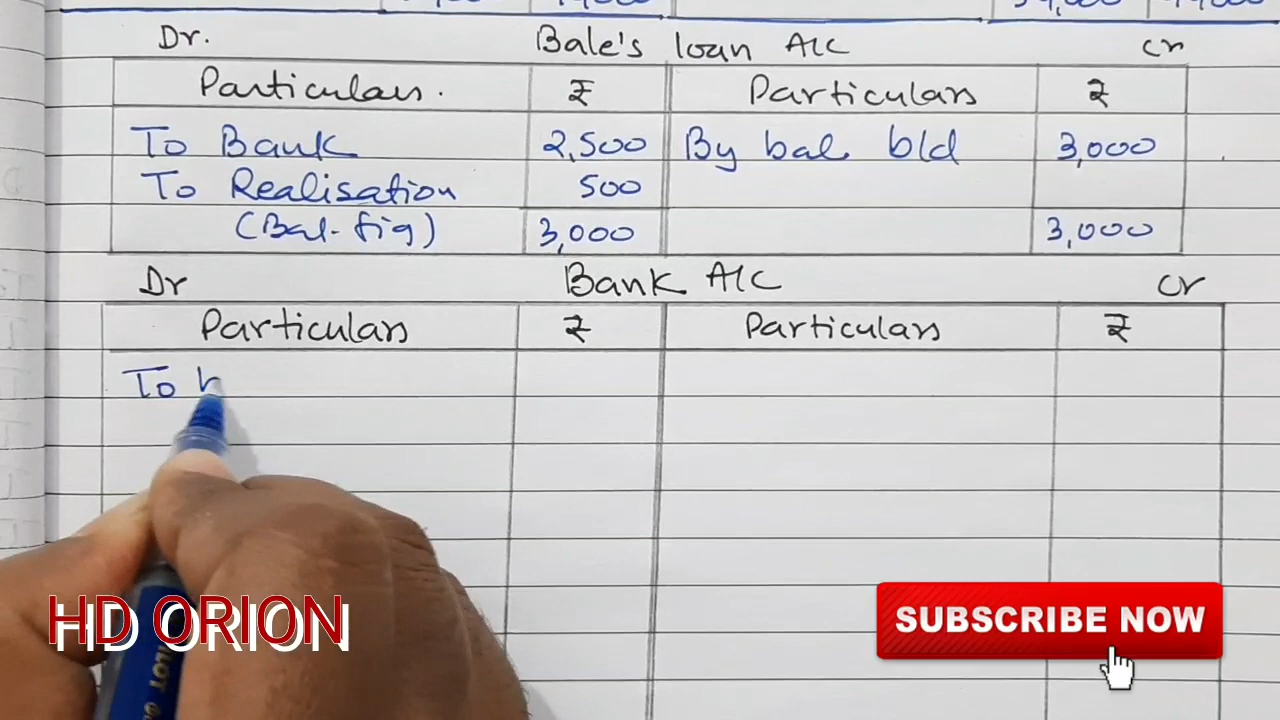 Dr. Bale's loan A/C cr
Particulars. ₹ Particulars ₹
To Bank 2,500 By bal b/d 3,000
To Realisation 500
(Bal-fig) 3,000 3,000
Dr Bank A/C cr
Particulars ₹ Particulars ₹
To
HD ORION
SUBSCRIBE NOW